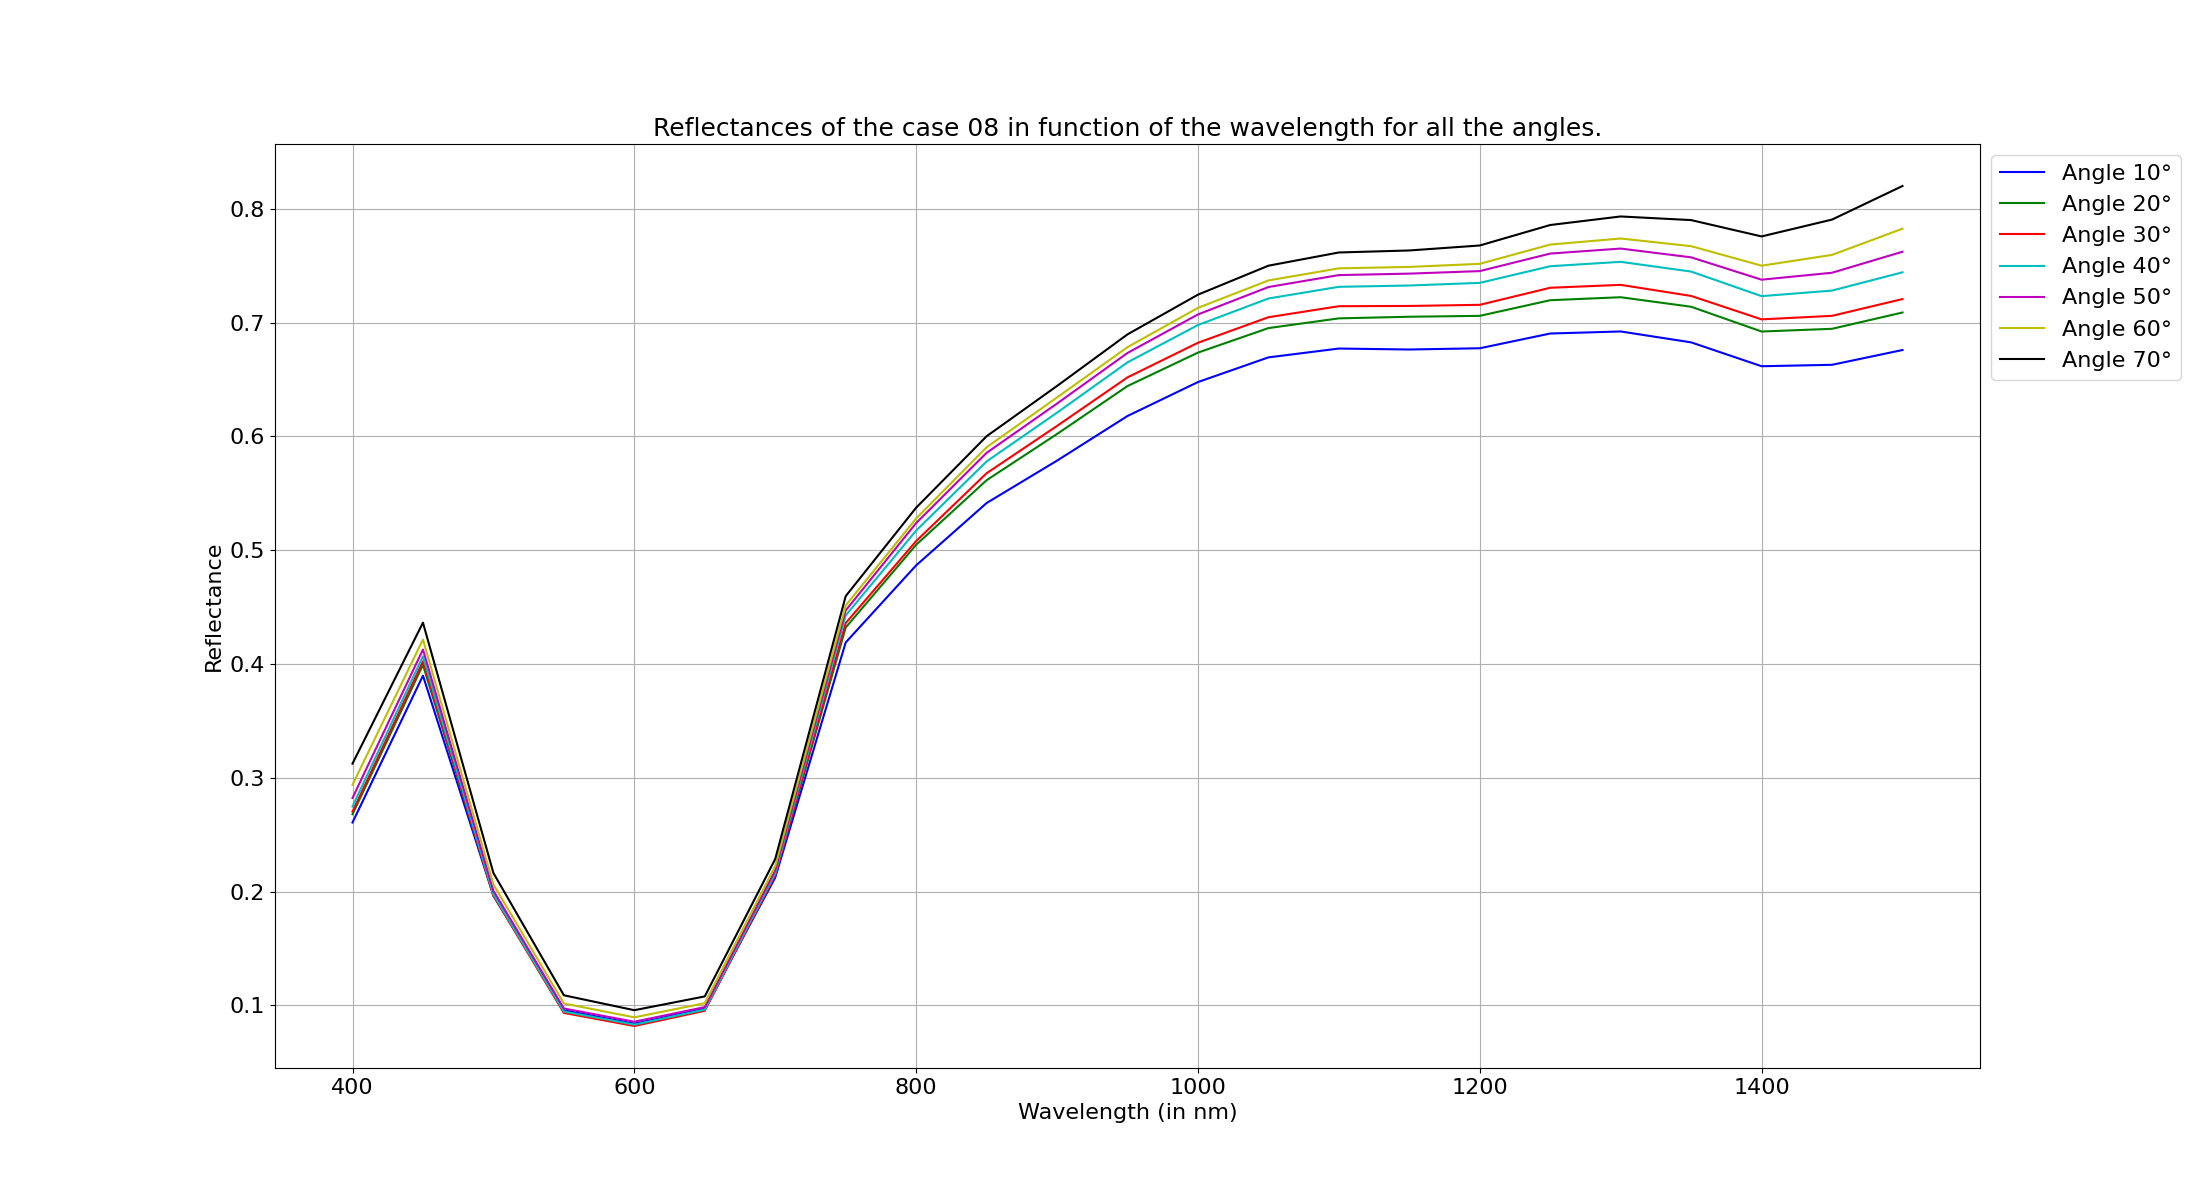 Reflectances of the case 08 in function of the wavelength for all the angles.
Angle 10°
Angle 20°
Angle 30°
Angle 40°
Angle 50°
Angle 60°
Angle 70°
Reflectance
0.8
0.7
0.6
0.5
0.4
0.3
0.2
0.1
400 600 800 1000 1200 1400
Wavelength (in nm)